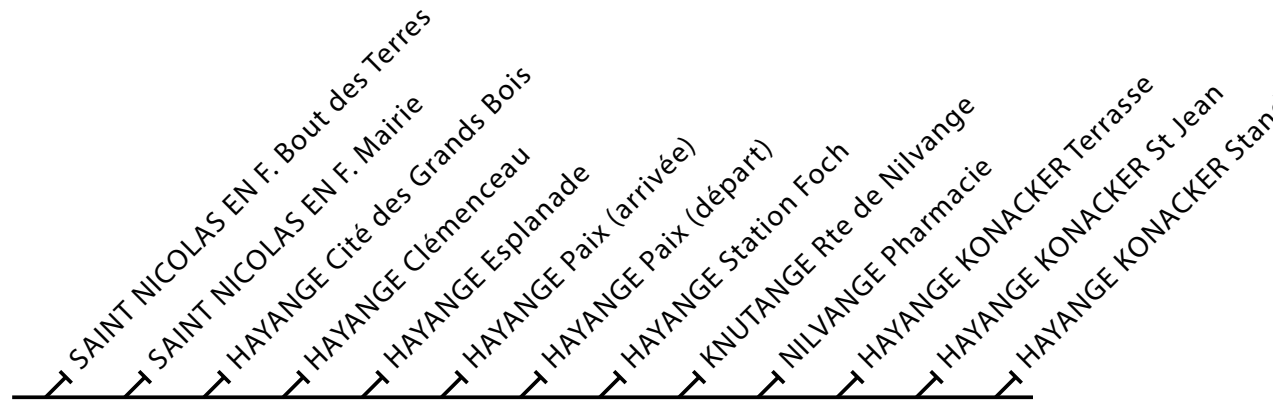 SAINT NICOLAS EN F. Bout des Terres
SAINT NICOLAS EN F. Mairie
HAYANGE Cité des Grands Bois
HAYANGE Clémenceau
HAYANGE Esplanade
HAYANGE Paix (arrivée)
HAYANGE Paix (départ)
HAYANGE Station Foch
KNUTANGE Rte de Nilvange
NILVANGE Pharmacie
HAYANGE KONACKER Terrasse
HAYANGE KONACKER St Jean
HAYANGE KONACKER